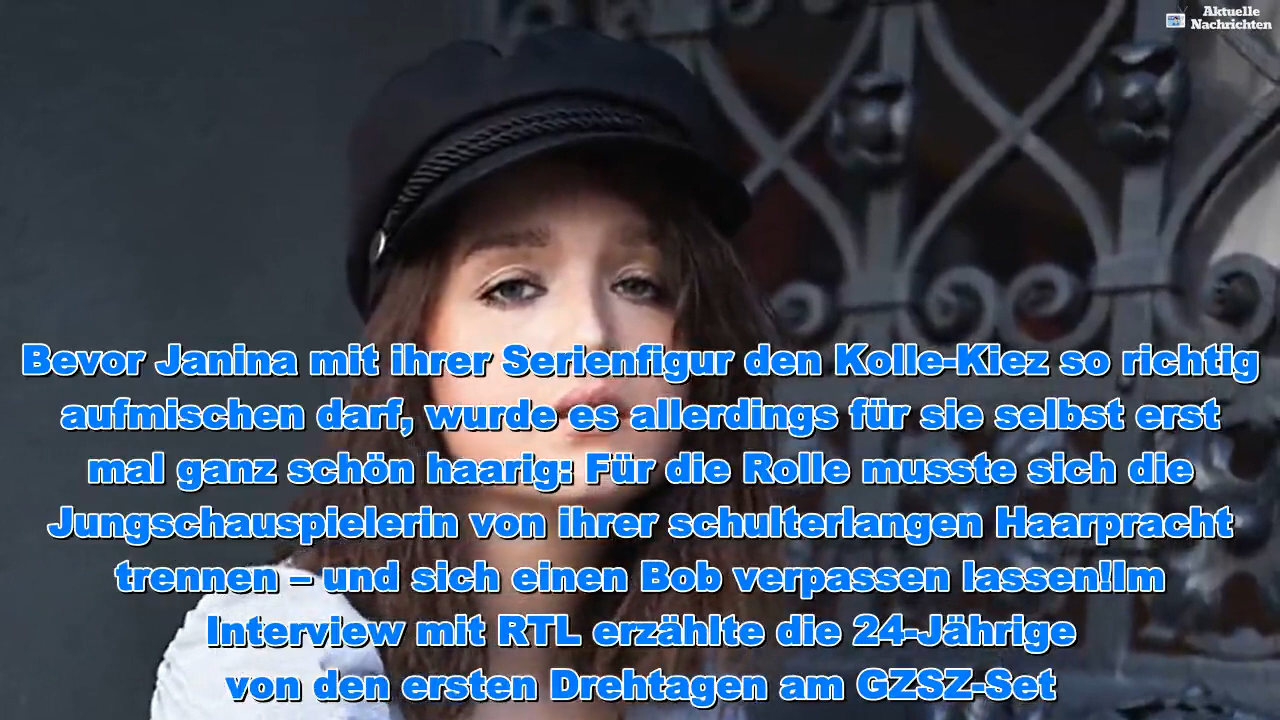 Aktuelle
Nachrichten
Bevor Janina mit ihrer Serienfigur den Kolle-Kiez so richtig
aufmischen darf, wurde es allerdings für sie selbst erst
mal ganz schön haarig: Für die Rolle musste sich die
Jungschauspielerin von ihrer schulterlangen Haarpracht
trennen – und sich einen Bob verpassen lassen!Im
Interview mit RTL erzählte die 24-Jährige
von den ersten Drehtagen am GZSZ-Set